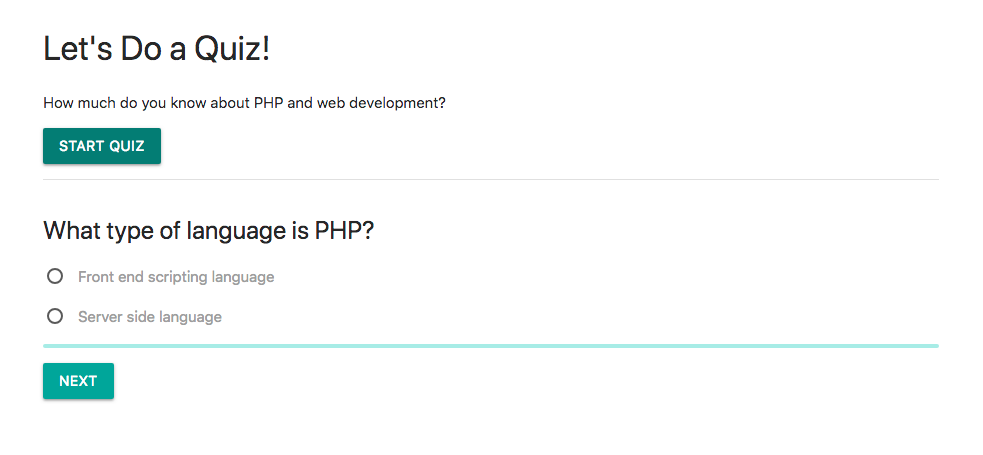 Let's Do a Quiz!
How much do you know about PHP and web development?
START QUIZ
What type of language is PHP?
Front end scripting language
Server side language
NEXT